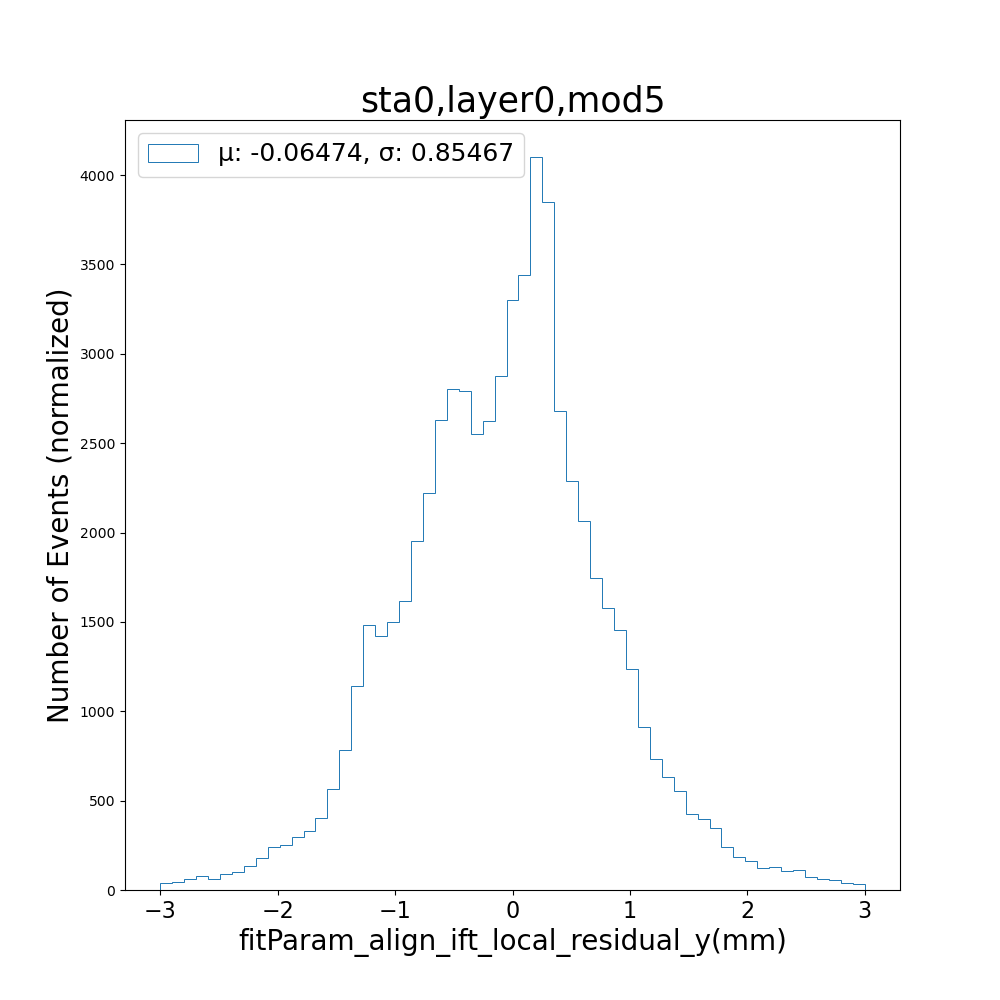 sta0,layer0,mod5
μ: -0.06474, σ: 0.85467
Number of Events (normalized)
4000
3500
3000
2500
2000
1500
1000
500
0
−3 −2 −1 0 1 2 3
fitParam_align_ift_local_residual_y(mm)